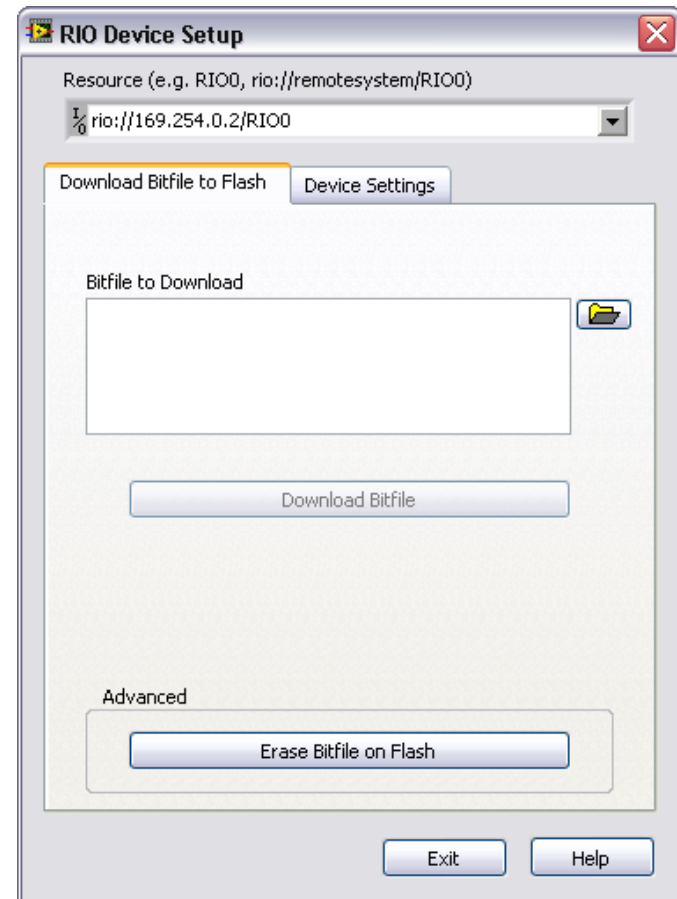 RIO Device Setup
Resource (e.g. RIO0, rio://remotesystem/RIO0)
I/0 rio://169.254.0.2/RIO0
Download Bitfile to Flash
Device Settings
Bitfile to Download
Download Bitfile
Advanced
Erase Bitfile on Flash
Exit
Help